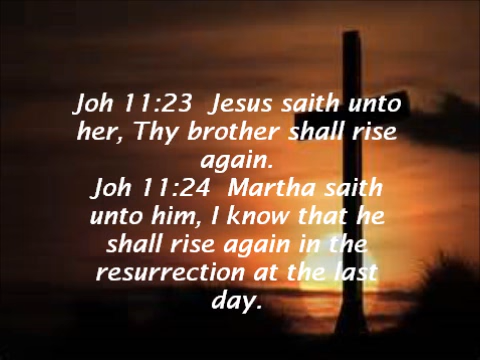 Joh 11:23  Jesus saith unto
her, Thy brother shall rise
again.
Joh 11:24  Martha saith
unto him, I know that he
shall rise again in the
resurrection at the last
day.